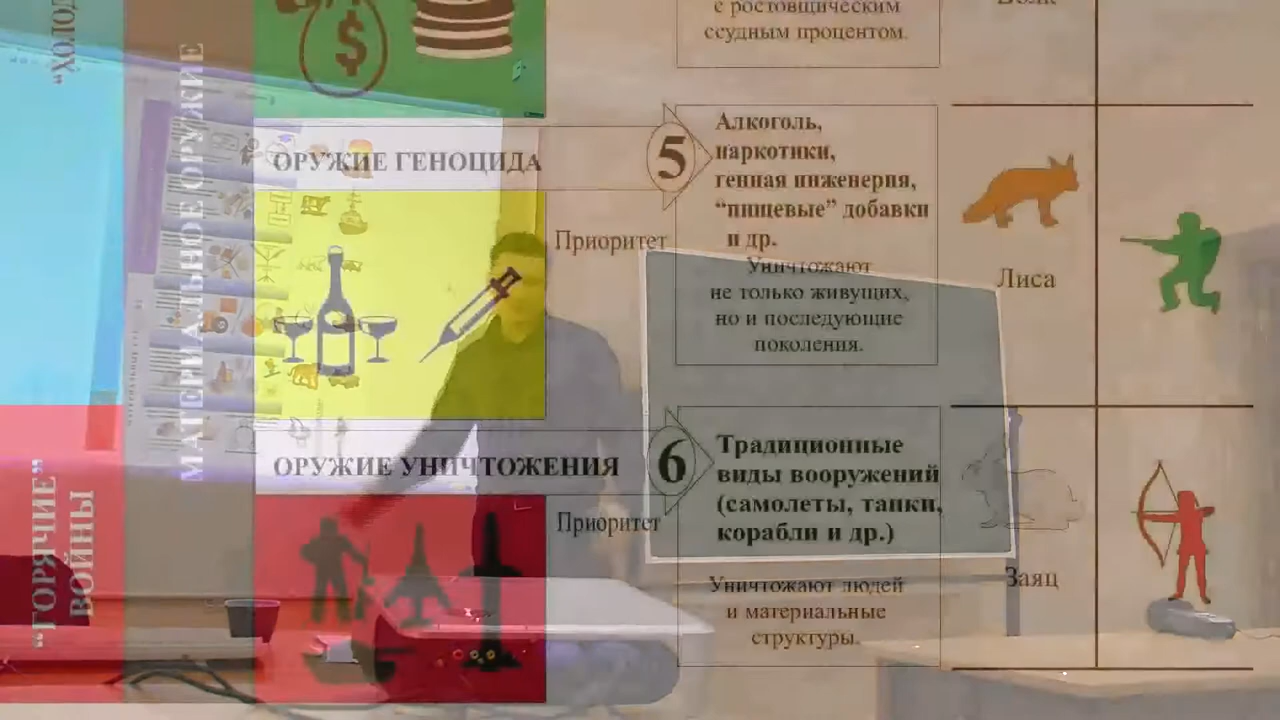 с ростовщическим
ссудным процентом.
Волк
“ХОЛОД
МАТЕРИАЛЬНОЕ ОРУЖИЕ
ОРУЖИЕ ГЕНОЦИДА
Приоритет
5
Алкоголь,
наркотики,
генная инженерия,
“пищевые” добавки
и др.
Уничтожают
не только живущих,
но и последующие
поколения.
Лиса
“ГОРЯЧИЕ”
ВОЙНЫ
ОРУЖИЕ УНИЧТОЖЕНИЯ
Приоритет
6
Традиционные
виды вооружений
(самолеты, танки,
корабли и др.)
Уничтожают людей
и материальные
структуры.
Заяц